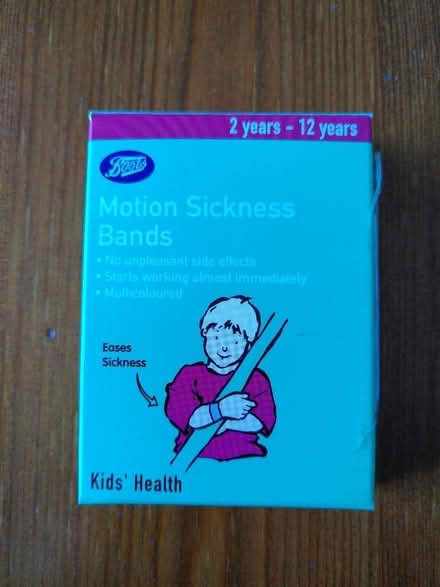 2 years - 12 years
Boots
Motion Sickness
Bands
• No unpleasant side effects
• Starts working almost immediately
• Multicoloured
Eases
Sickness
Kids' Health